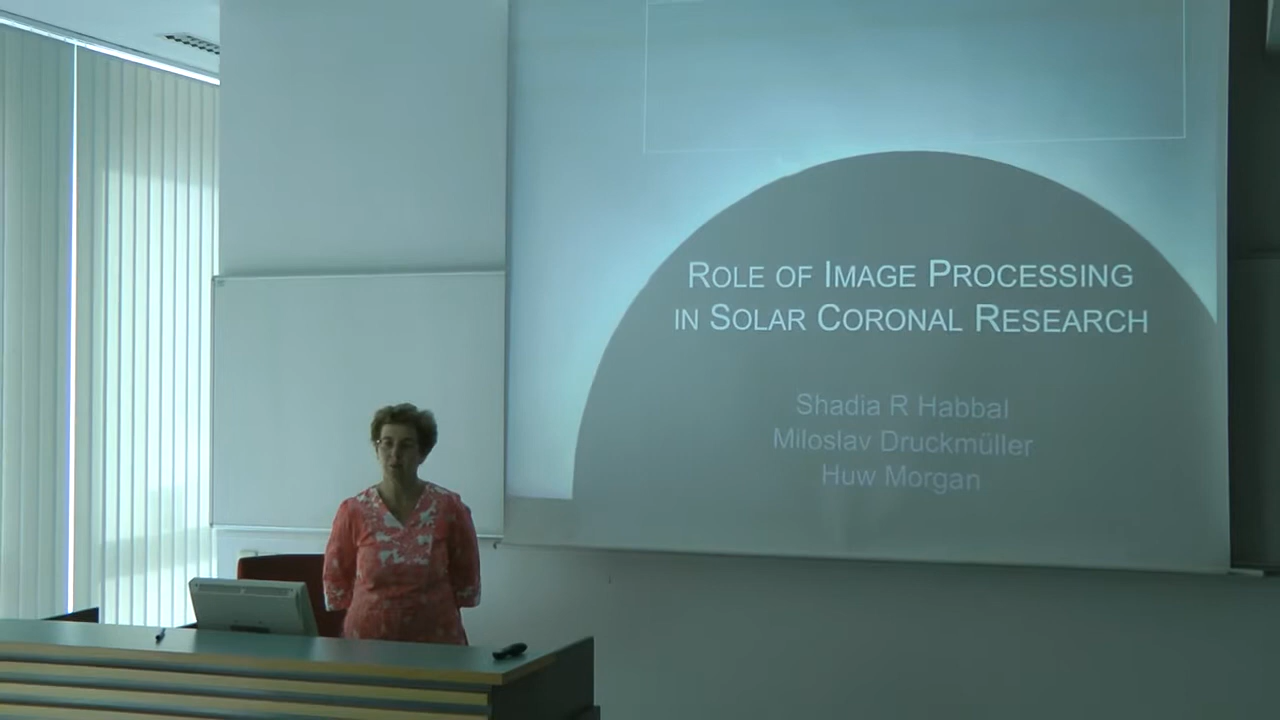 ROLE OF IMAGE PROCESSING
IN SOLAR CORONAL RESEARCH
Shadia R Habbal
Miloslav Druckmüller
Huw Morgan